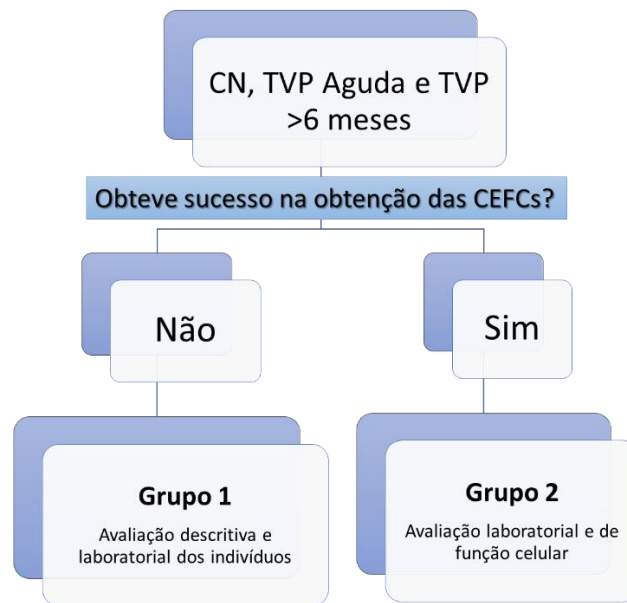 CN, TVP Aguda e TVP
>6 meses
Obteve sucesso na obtenção das CEFCs?
Não
Sim
Grupo 1
Avaliação descritiva e
laboratorial dos indivíduos
Grupo 2
Avaliação laboratorial e de
função celular